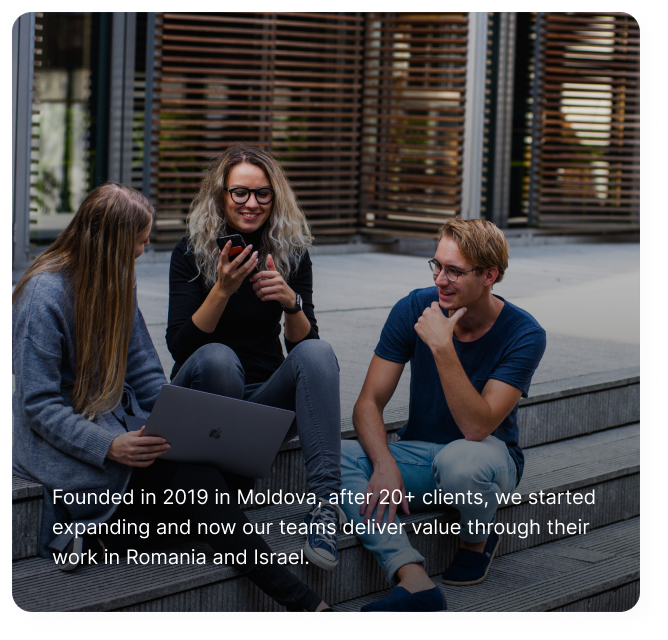 Founded in 2019 in Moldova, after 20+ clients, we started
expanding and now our teams deliver value through their
work in Romania and Israel.